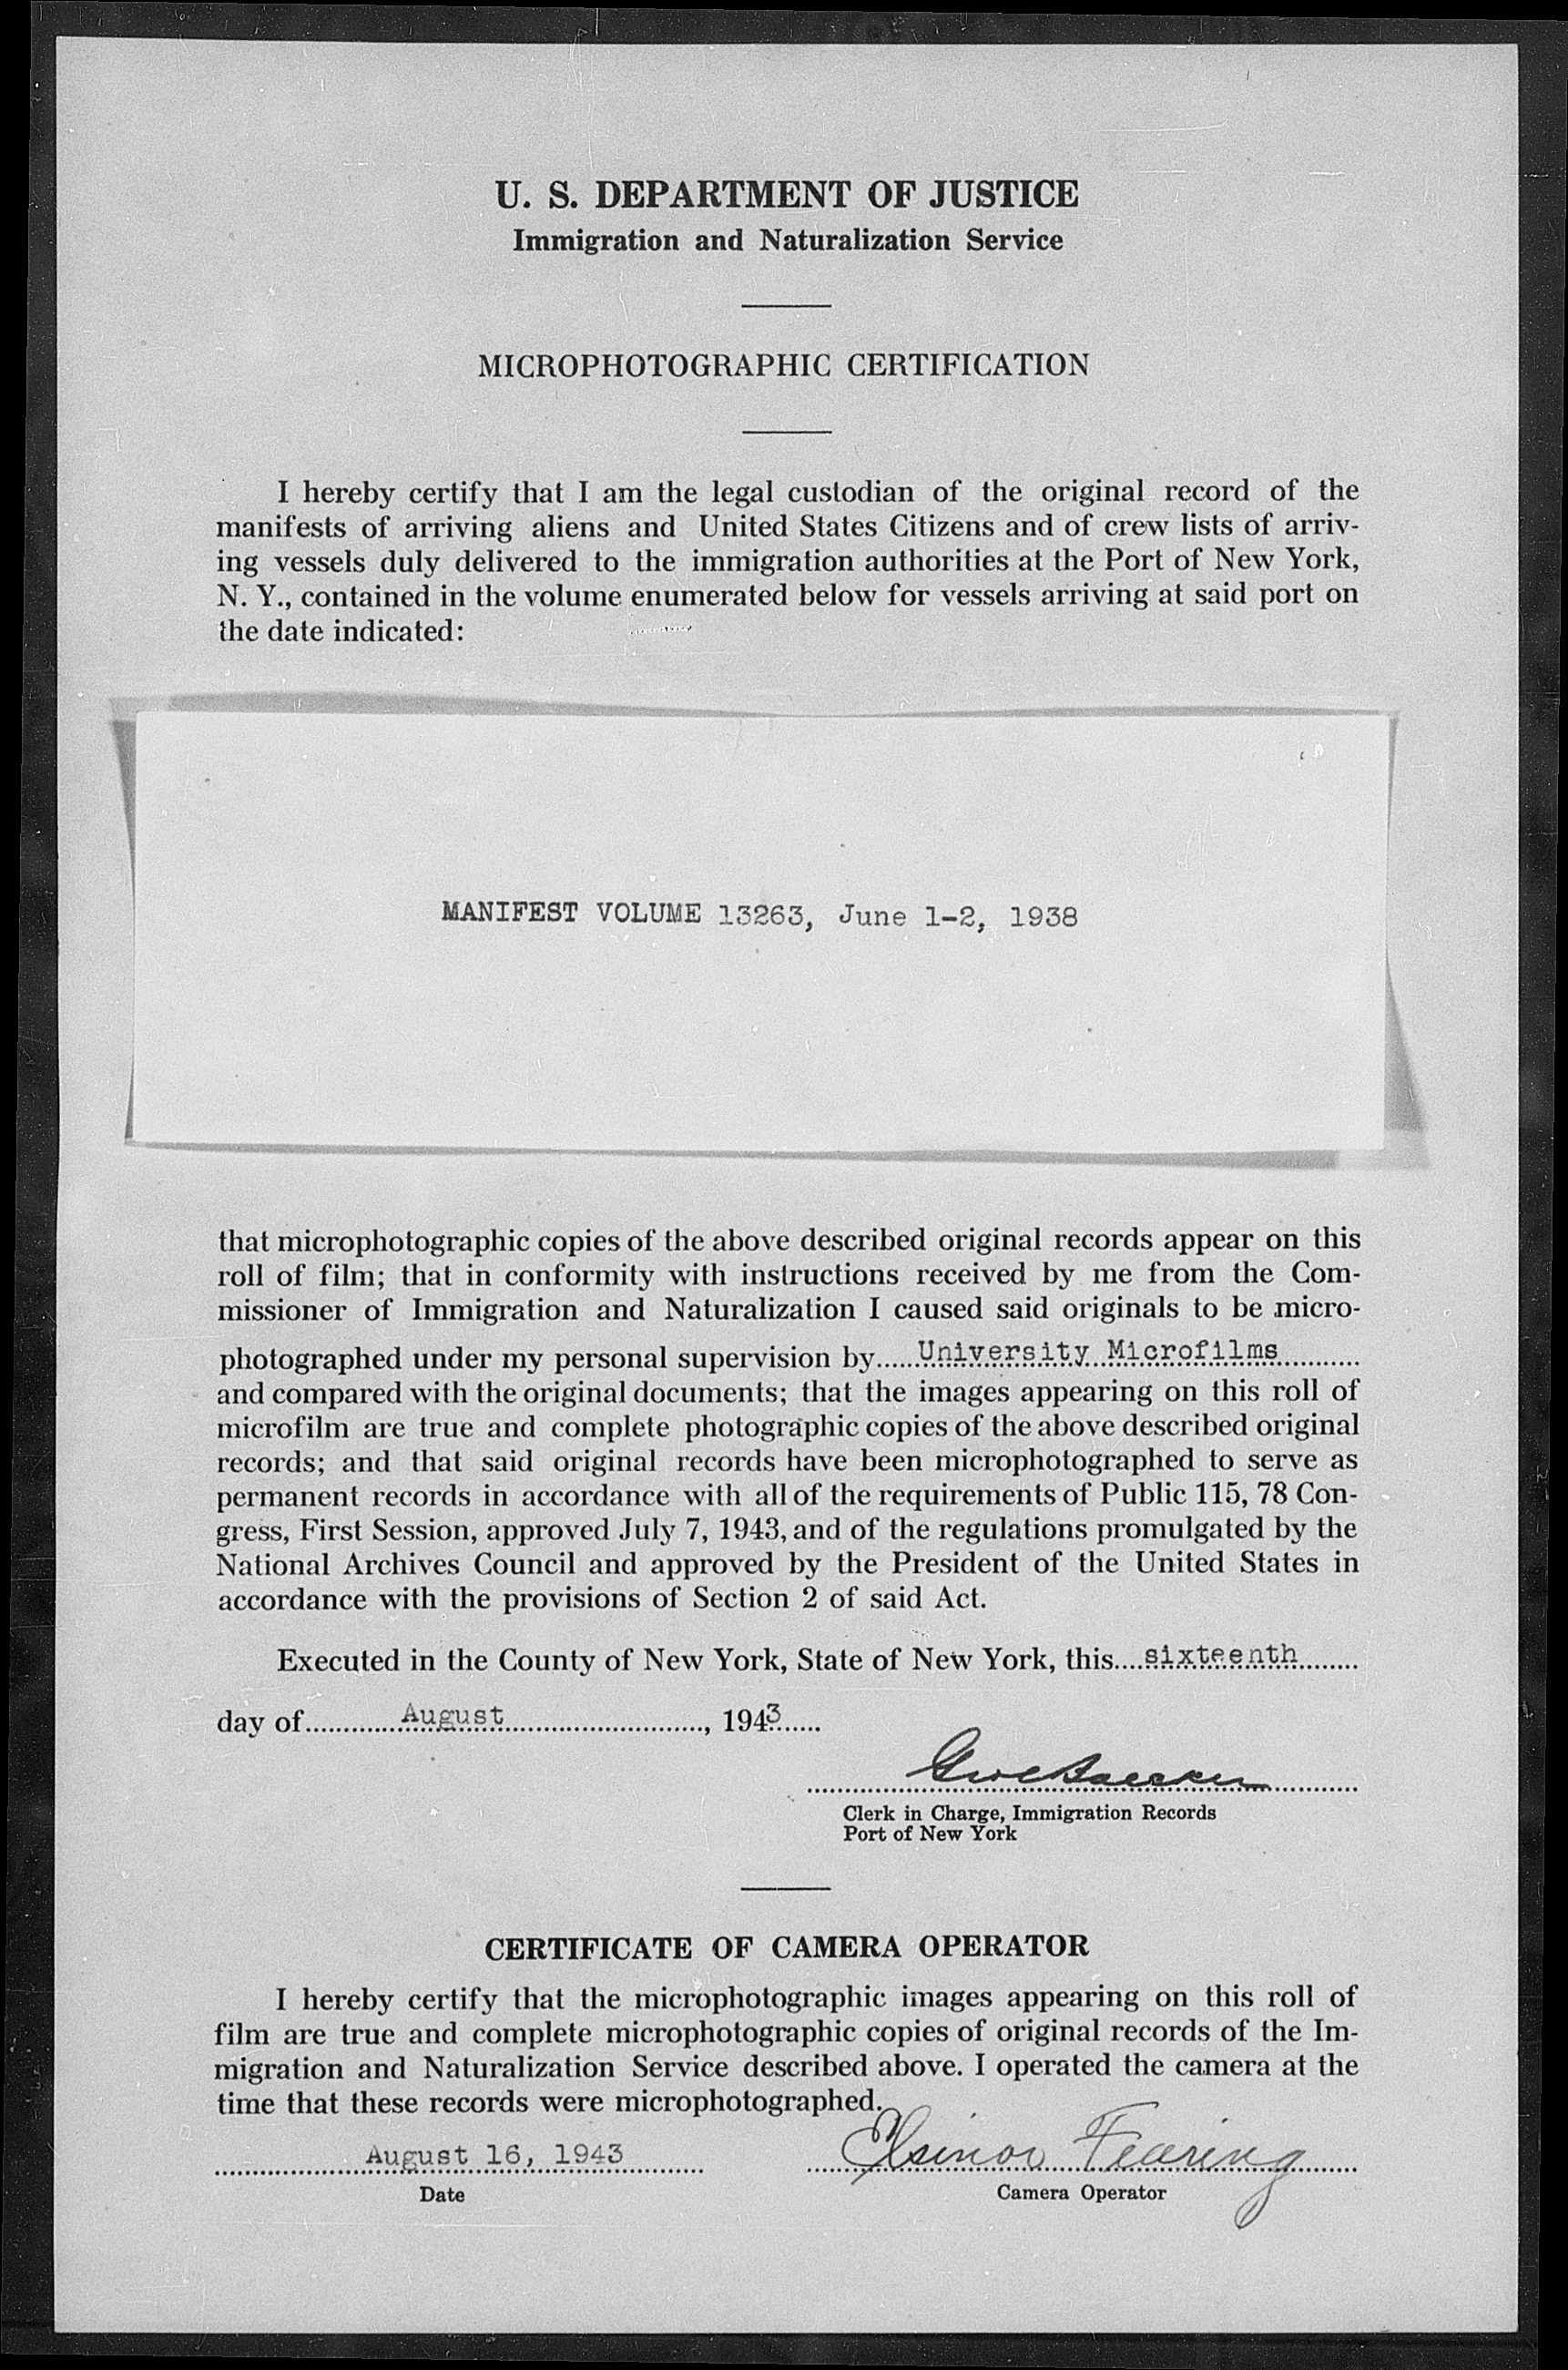 U. S. DEPARTMENT OF JUSTICE
Immigration and Naturalization Service
MICROPHOTOGRAPHIC CERTIFICATION
I hereby certify that I am the legal custodian of the original record of the
manifests of arriving aliens and United States Citizens and of crew lists of arriv-
ing vessels duly delivered to the immigration authorities at the Port of New York,
N. Y., contained in the volume enumerated below for vessels arriving at said port on
the date indicated:
MANIFEST VOLUME 13263, June 1-2, 1938
that microphotographic copies of the above described original records appear on this
roll of film; that in conformity with instructions received by me from the Com-
missioner of Immigration and Naturalization I caused said originals to be micro-
photographed under my personal supervision by University Microfilms
and compared with the original documents; that the images appearing on this roll of
microfilm are true and complete photographic copies of the above described original
records; and that said original records have been microphotographed to serve as
permanent records in accordance with all of the requirements of Public 115, 78 Con-
gress, First Session, approved July 7, 1943, and of the regulations promulgated by the
National Archives Council and approved by the President of the United States in
accordance with the provisions of Section 2 of said Act.
Executed in the County of New York, State of New York, this sixteenth
day of August, 1943
Clerk in Charge, Immigration Records
Port of New York
CERTIFICATE OF CAMERA OPERATOR
I hereby certify that the microphotographic images appearing on this roll of
film are true and complete microphotographic copies of original records of the Im-
migration and Naturalization Service described above. I operated the camera at the
time that these records were microphotographed.
August 16, 1943 Elsinor Fearing
Date Camera Operator